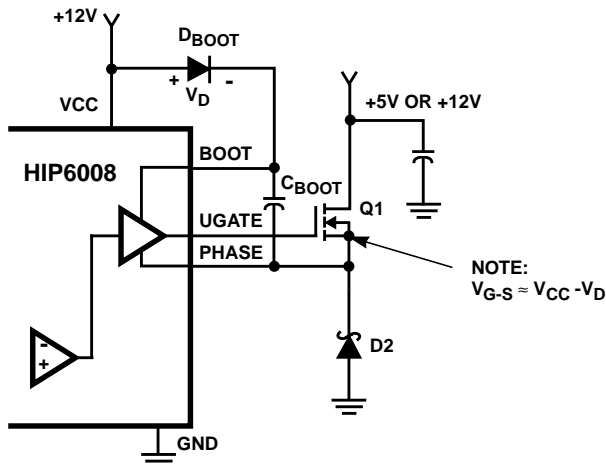 +12V
DBOOT
+ VD -
VCC
+5V OR +12V
BOOT
HIP6008
CBOOT
Q1
UGATE
PHASE
NOTE:
VG-S ≈ VCC -VD
-
+
D2
GND